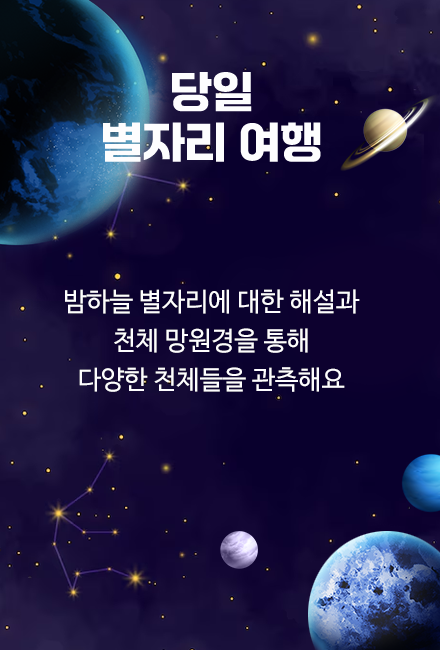 당일
별자리 여행
밤하늘 별자리에 대한 해설과
천체 망원경을 통해
다양한 천체들을 관측해요